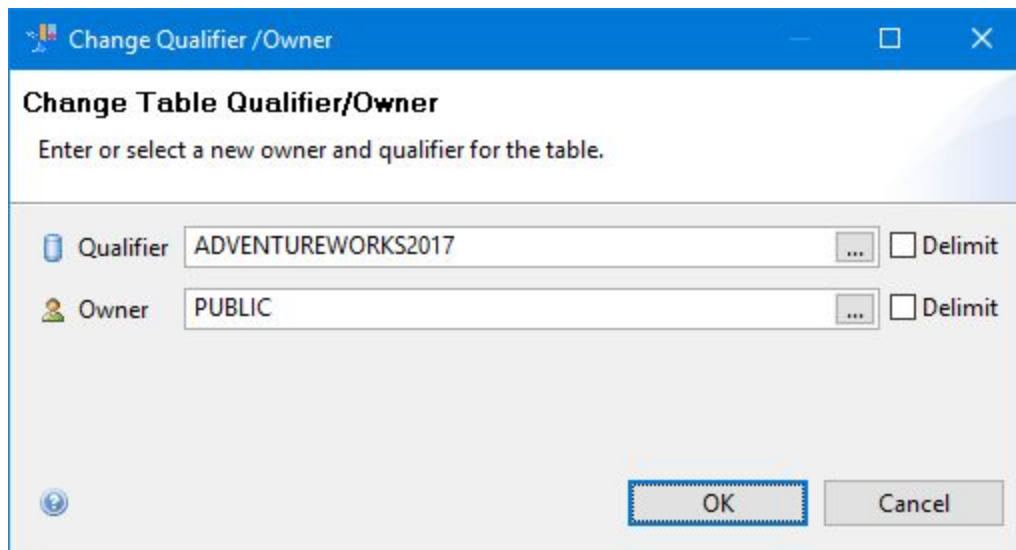 Change Qualifier /Owner
Change Table Qualifier/Owner
Enter or select a new owner and qualifier for the table.
Qualifier ADVENTUREWORKS2017 ... Delimit
Owner PUBLIC ... Delimit
? OK Cancel